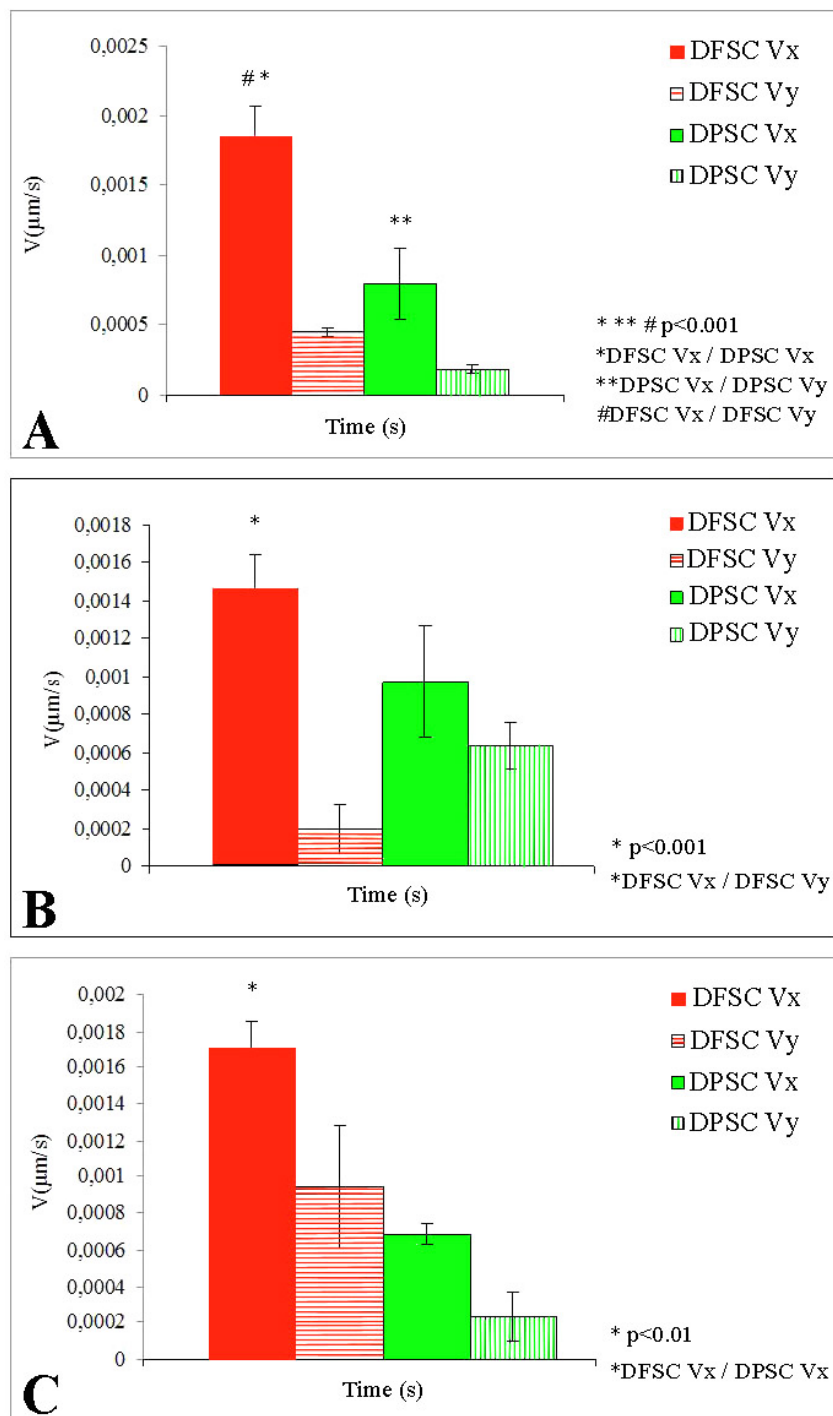 0,0025
0,002
0,0015
0,001
0,0005
0
V(µm/s)
# *
**
Time (s)
DFSC Vx
DFSC Vy
DPSC Vx
DPSC Vy
* ** # p<0.001
*DFSC Vx / DPSC Vx
**DPSC Vx / DPSC Vy
#DFSC Vx / DFSC Vy
A
0,0018
0,0016
0,0014
0,0012
0,001
0,0008
0,0006
0,0004
0,0002
0
V(µm/s)
*
Time (s)
DFSC Vx
DFSC Vy
DPSC Vx
DPSC Vy
* p<0.001
*DFSC Vx / DFSC Vy
B
0,002
0,0018
0,0016
0,0014
0,0012
0,001
0,0008
0,0006
0,0004
0,0002
0
V(µm/s)
*
Time (s)
DFSC Vx
DFSC Vy
DPSC Vx
DPSC Vy
* p<0.01
*DFSC Vx / DPSC Vx
C